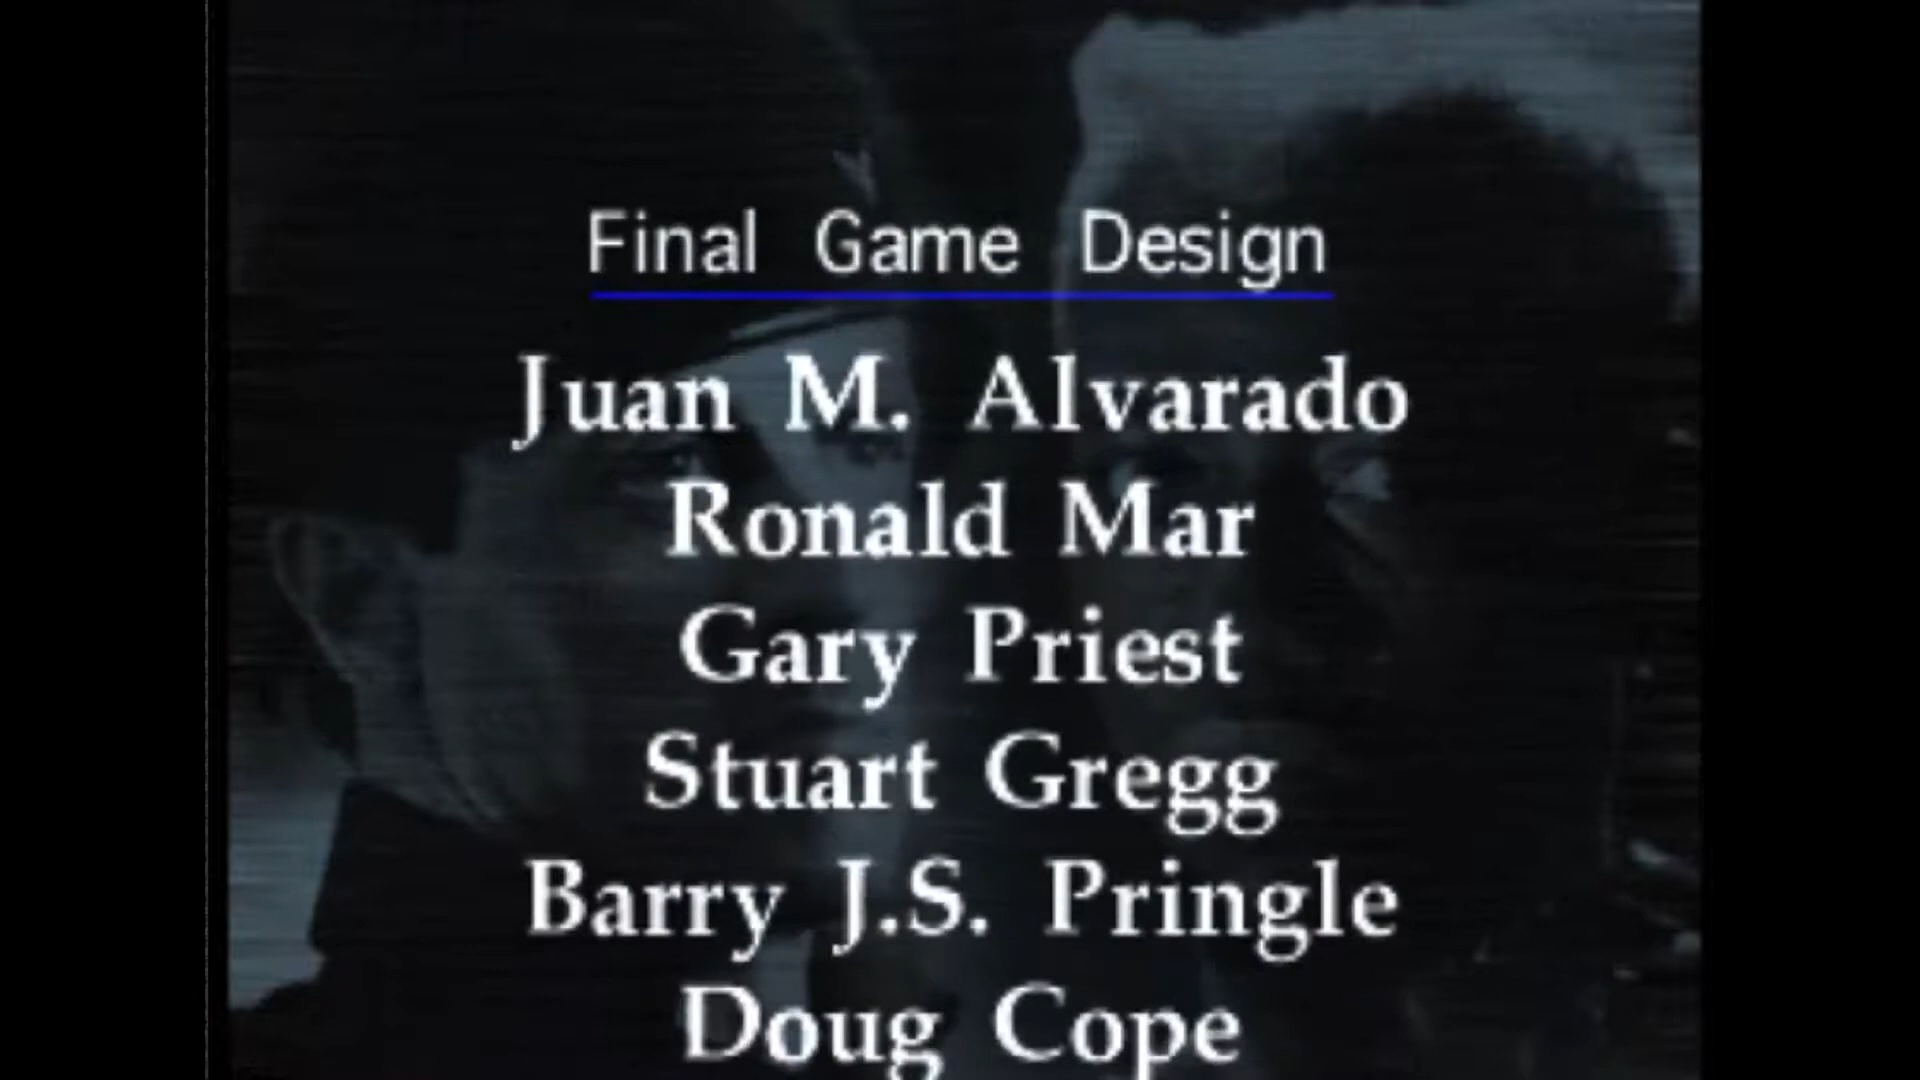 Final Game Design
Juan M. Alvarado
Ronald Mar
Gary Priest
Stuart Gregg
Barry J.S. Pringle
Doug Cope